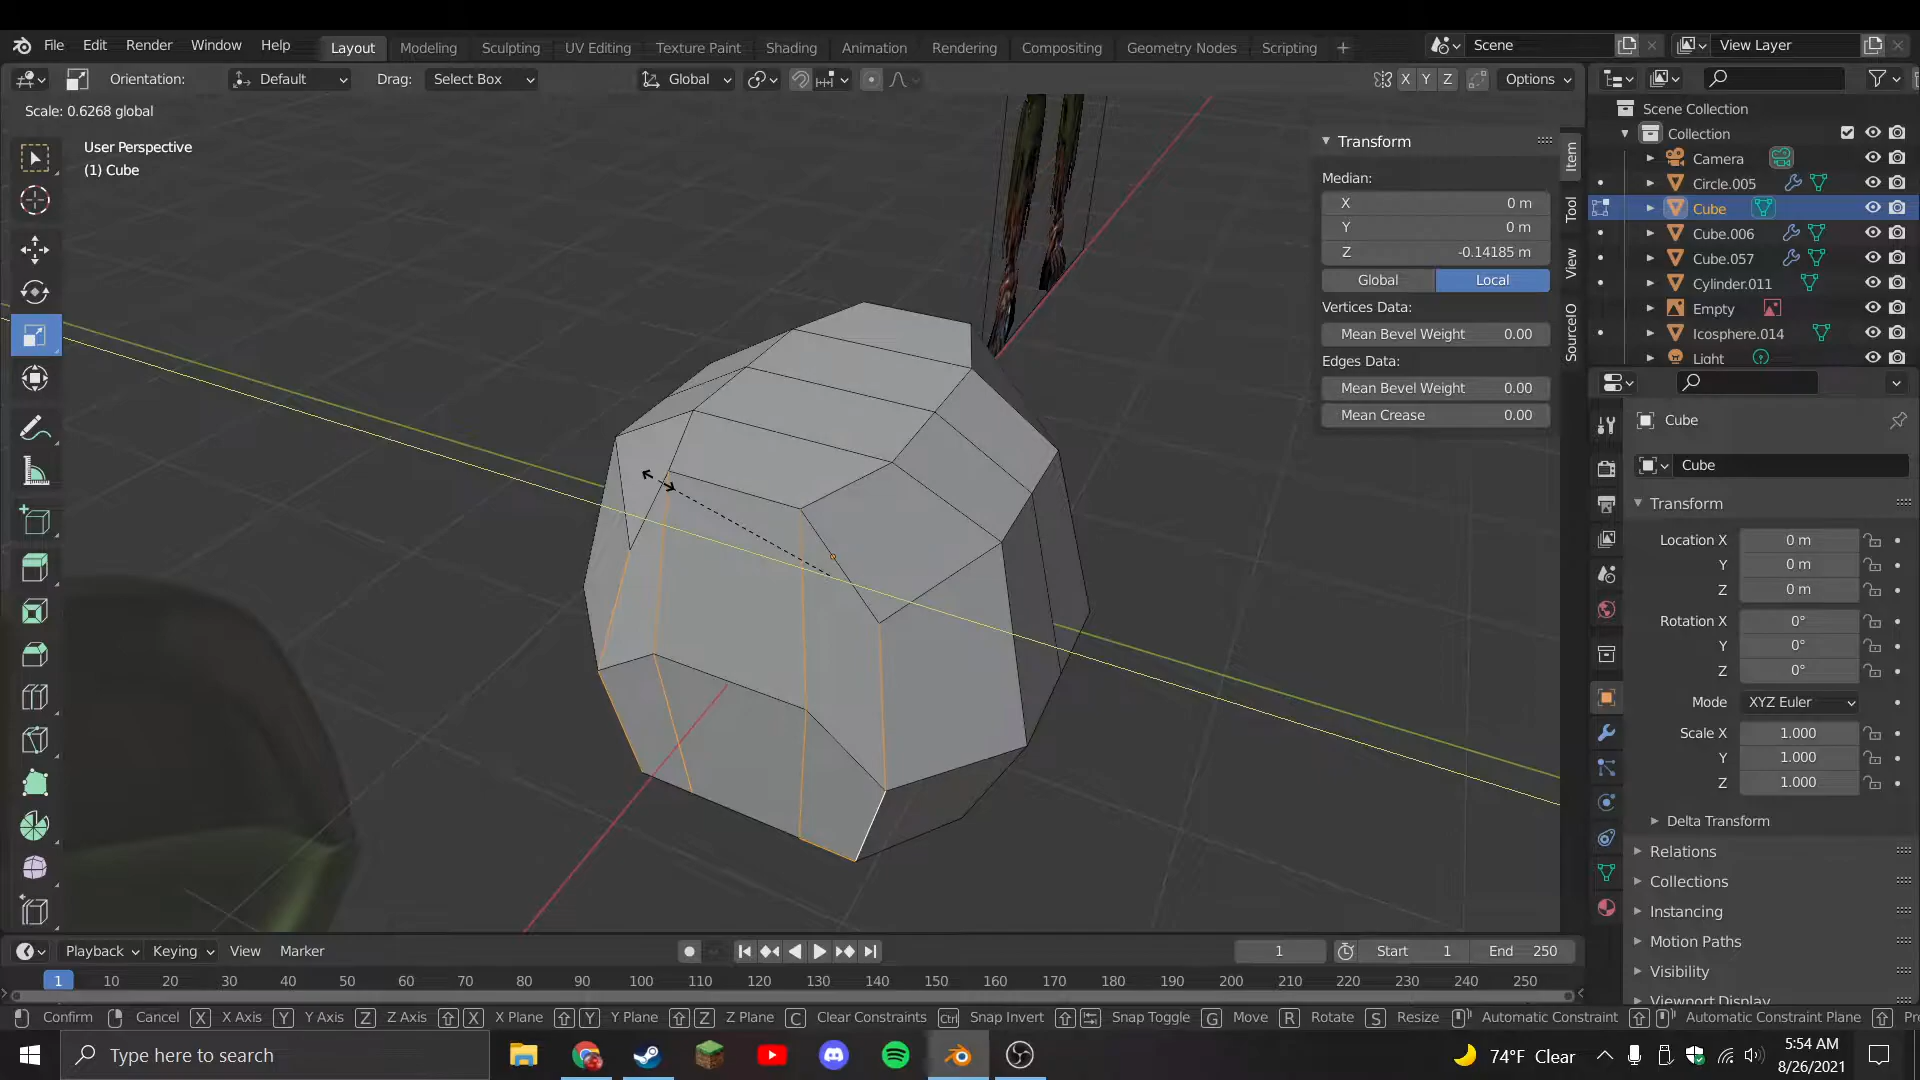 File Edit Render Window Help Layout Modeling Sculpting UV Editing Texture Paint Shading Animation Rendering Compositing Geometry Nodes Scripting + Scene View Layer
Orientation: Default Drag: Select Box Global X Y Z Options
Scale: 0.6268 global
User Perspective
(1) Cube
Transform
Median:
X 0 m
Y 0 m
Z -0.14185 m
Global Local
Vertices Data:
Mean Bevel Weight 0.00
Edges Data:
Mean Bevel Weight 0.00
Mean Crease 0.00
Item
Tool
View
SourceIO
Scene Collection
Collection
Camera
Circle.005
Cube
Cube.006
Cube.057
Cylinder.011
Empty
Icosphere.014
Light
Cube
Cube
Transform
Location X 0 m
Y 0 m
Z 0 m
Rotation X 0°
Y 0°
Z 0°
Mode XYZ Euler
Scale X 1.000
Y 1.000
Z 1.000
Delta Transform
Relations
Collections
Instancing
Motion Paths
Visibility
Viewport Display
Playback Keying View Marker 1 Start 1 End 250
1 10 20 30 40 50 60 70 80 90 100 110 120 130 140 150 160 170 180 190 200 210 220 230 240 250
Confirm Cancel X X Axis Y Y Axis Z Z Axis X X Plane Y Y Plane Z Z Plane C Clear Constraints Ctrl Snap Invert Snap Toggle G Move R Rotate S Resize Automatic Constraint Automatic Constraint Plane
Type here to search 74°F Clear 5:54 AM
8/26/2021